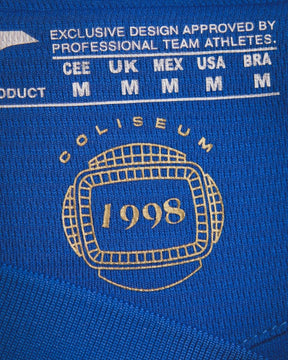 EXCLUSIVE DESIGN APPROVED BY
PROFESSIONAL TEAM ATHLETES.
CEE UK MEX USA BRA
M M M M M
COLISEUM
1998